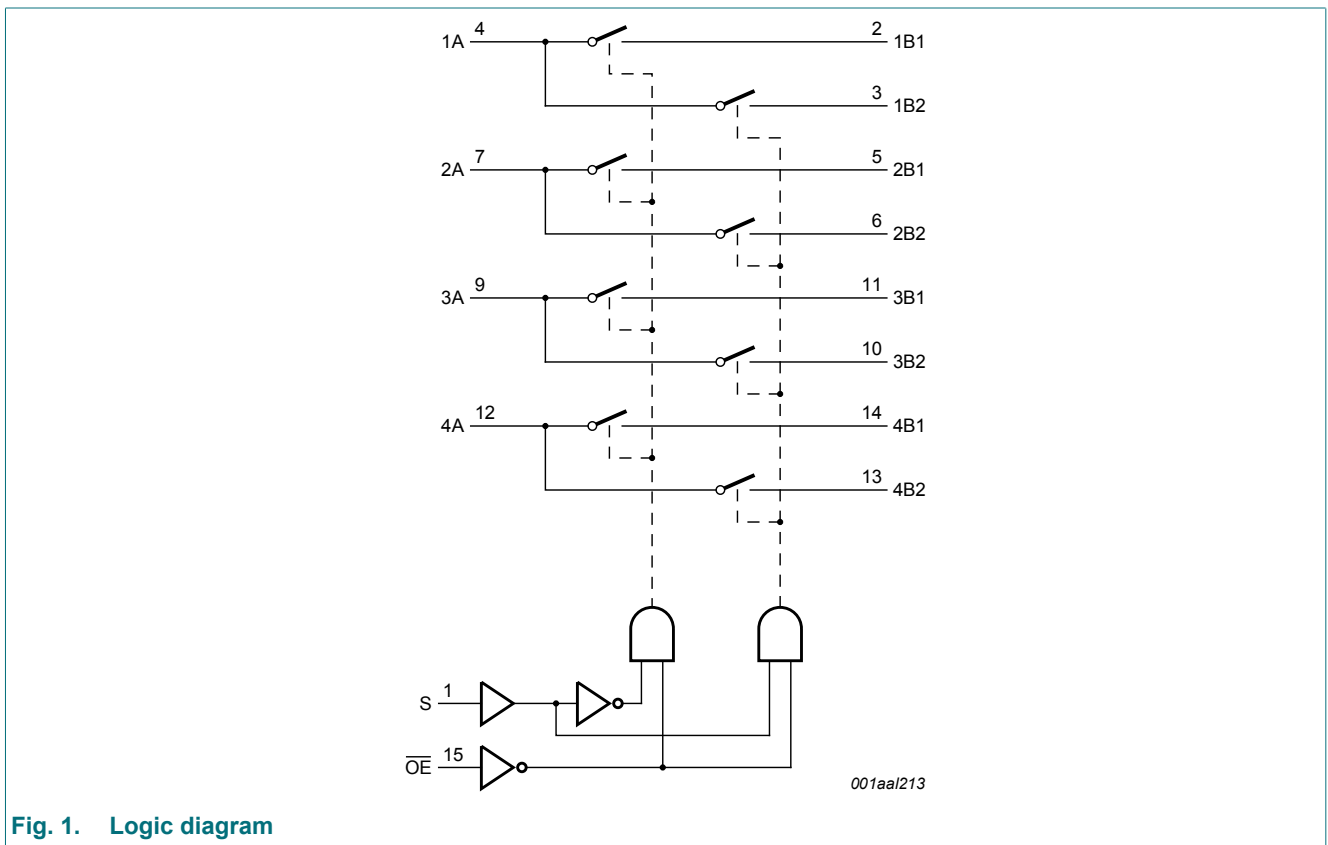 1A 4 2 1B1
3 1B2
2A 7 5 2B1
6 2B2
3A 9 11 3B1
10 3B2
4A 12 14 4B1
13 4B2
S 1
O̅E̅ 15
001aal213
Fig. 1. Logic diagram